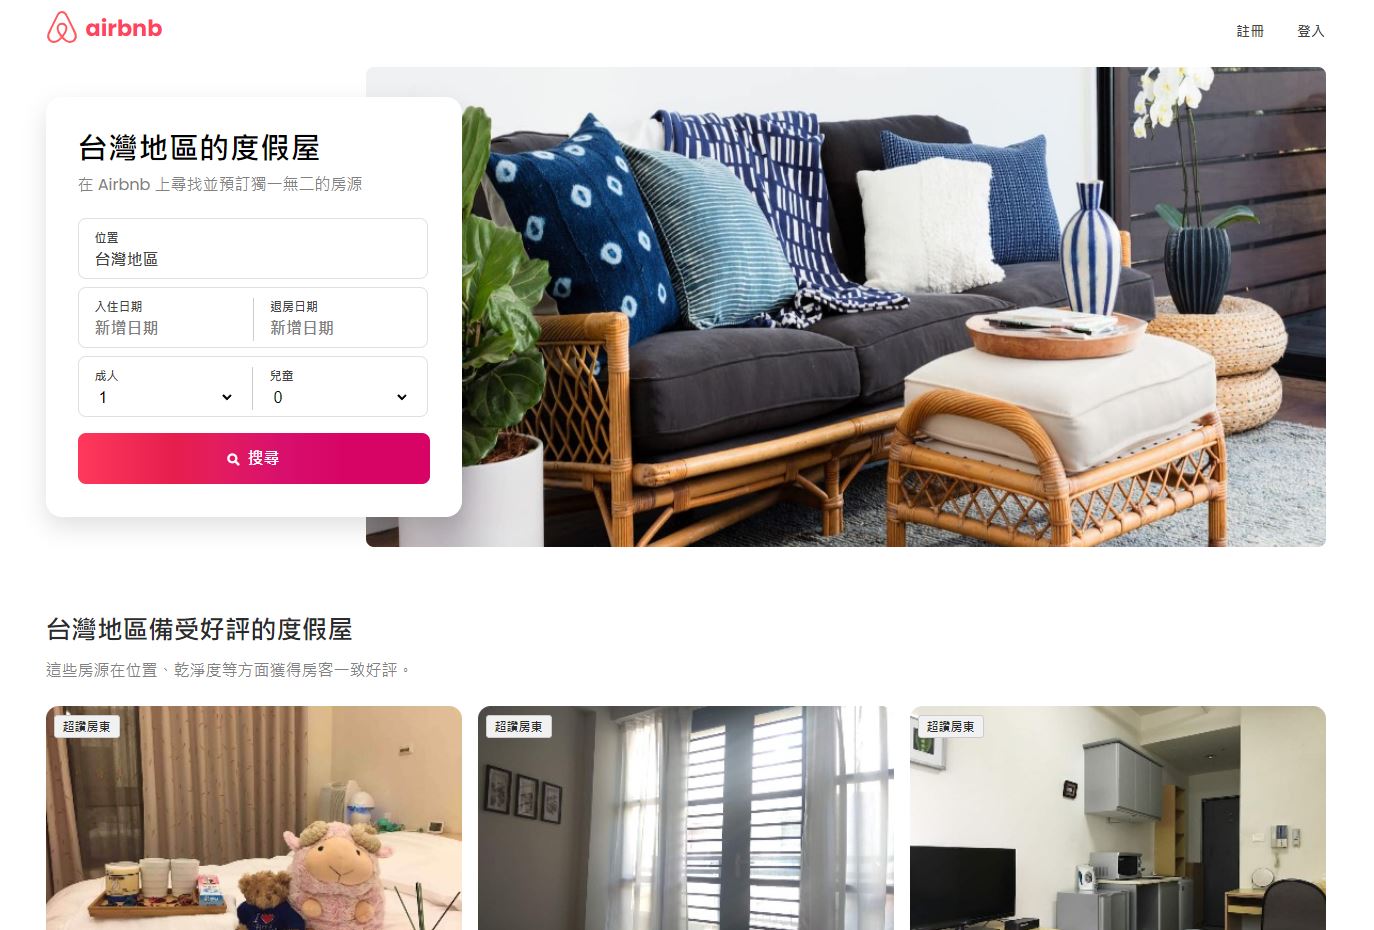 airbnb
註冊
登入
台灣地區的度假屋
在 Airbnb 上尋找並預訂獨一無二的房源
位置
台灣地區
入住日期
退房日期
新增日期
新增日期
成人
兒童
1
0
搜尋
台灣地區備受好評的度假屋
這些房源在位置、乾淨度等方面獲得房客一致好評。
超讚房東
超讚房東
超讚房東